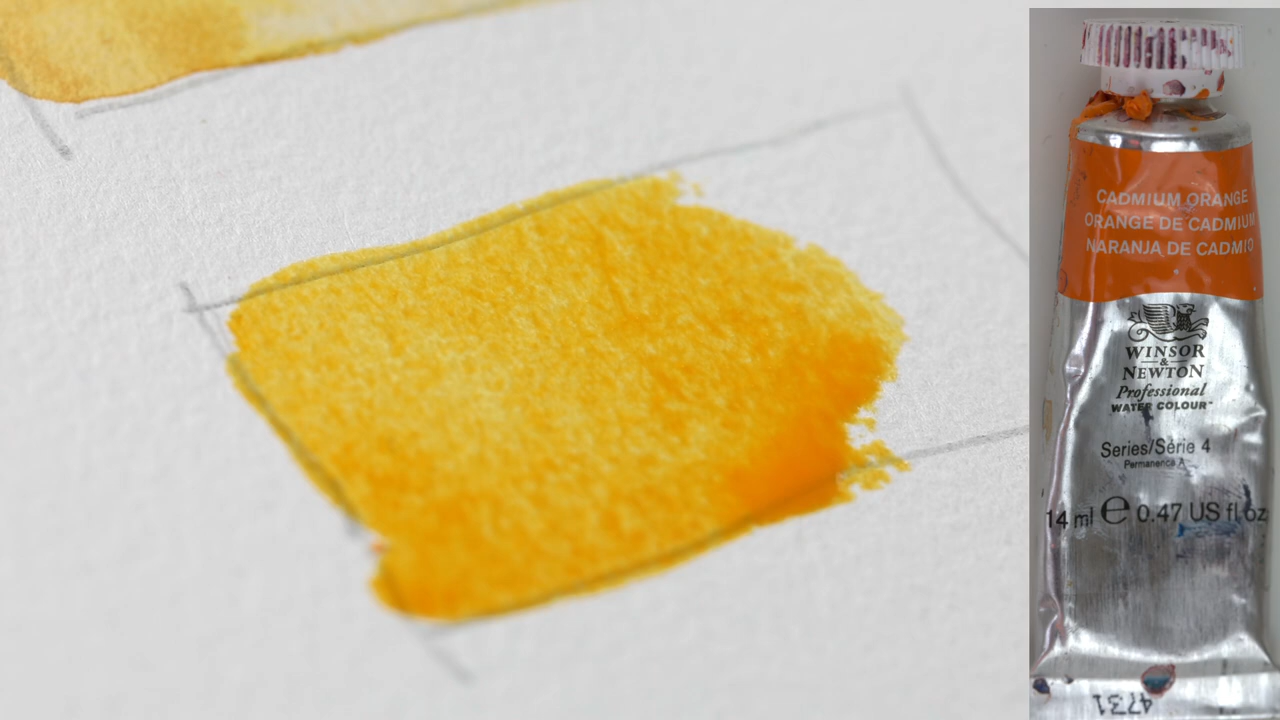 CADMIUM ORANGE
ORANGE DE CADMIUM
NARANJA DE CADMIO
WINSOR
&
NEWTON
Professional
WATER COLOUR™
Series/Série 4
Permanence A
14 ml e 0.47 US fl oz
4731